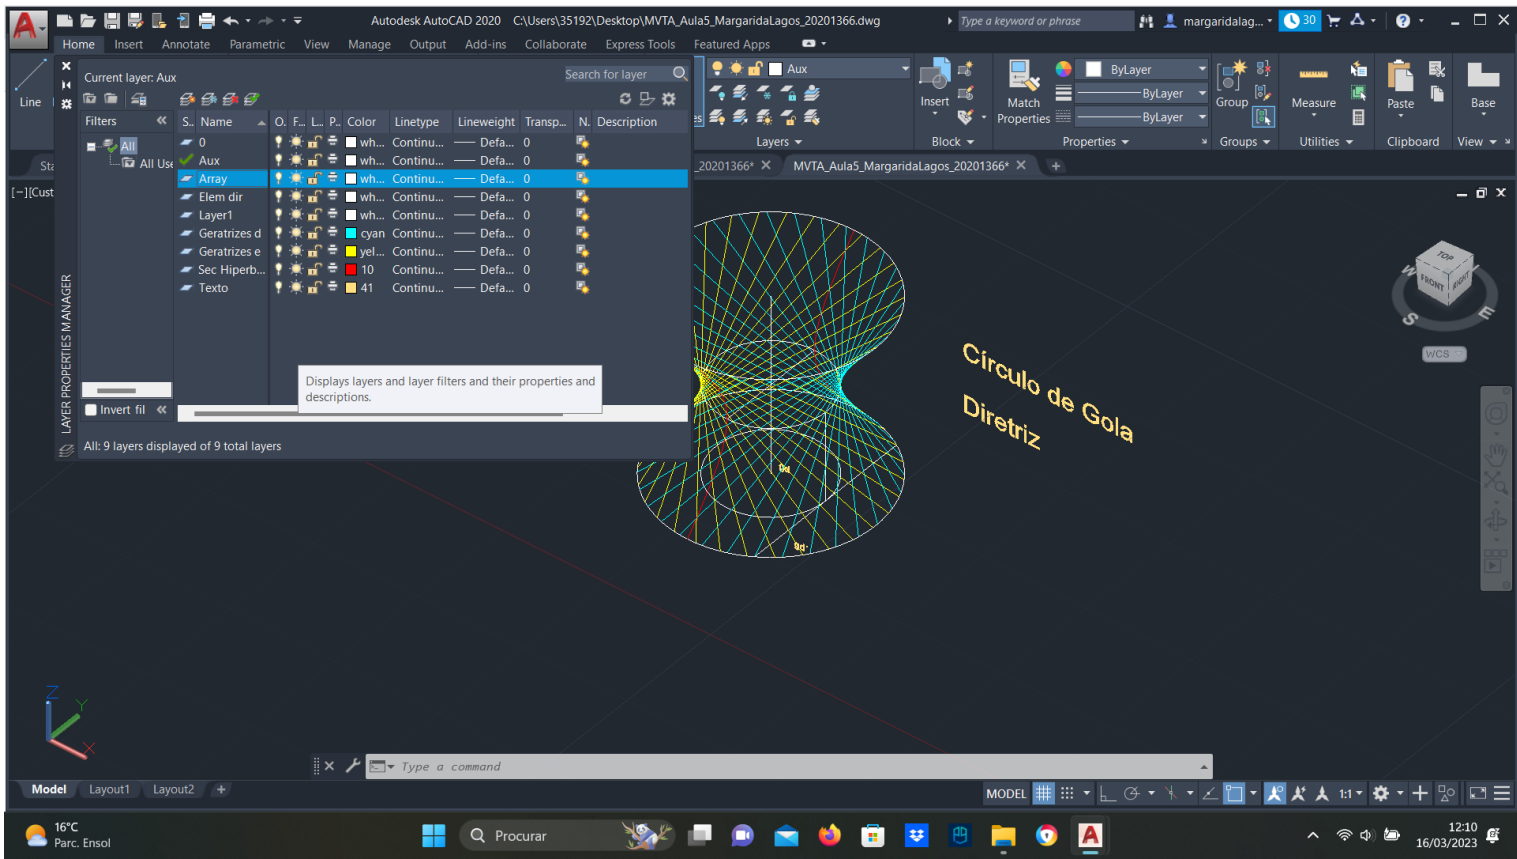 Autodesk AutoCAD 2020 C:\Users\35192\Desktop\MVTA_Aula5_MargaridaLagos_20201366.dwg
Type a keyword or phrase
margaridalag...
30
Home Insert Annotate Parametric View Manage Output Add-ins Collaborate Express Tools Featured Apps
Line
Current layer: Aux
Search for layer
Filters
All
All Use
S.. Name O. F... L... P.. Color Linetype Lineweight Transp... N. Description
0 wh... Continu... Defa... 0
Aux wh... Continu... Defa... 0
Array wh... Continu... Defa... 0
Elem dir wh... Continu... Defa... 0
Layer1 wh... Continu... Defa... 0
Geratrizes d cyan Continu... Defa... 0
Geratrizes e yel... Continu... Defa... 0
Sec Hiperb... 10 Continu... Defa... 0
Texto 41 Continu... Defa... 0
Displays layers and layer filters and their properties and
descriptions.
Invert fil
All: 9 layers displayed of 9 total layers
LAYER PROPERTIES MANAGER
Aux
Layers
Insert
Block
Match
Properties
ByLayer
ByLayer
ByLayer
Properties
Group
Groups
Measure
Utilities
Paste
Clipboard
Base
View
Sta
_20201366*
MVTA_Aula5_MargaridaLagos_20201366*
[−][Cust
TOP
FRONT
RIGHT
W
S
E
WCS
Círculo de Gola
Diretriz
Z
Y
X
Type a command
Model Layout1 Layout2 +
MODEL
1:1
16°C
Parc. Ensol
Procurar
12:10
16/03/2023